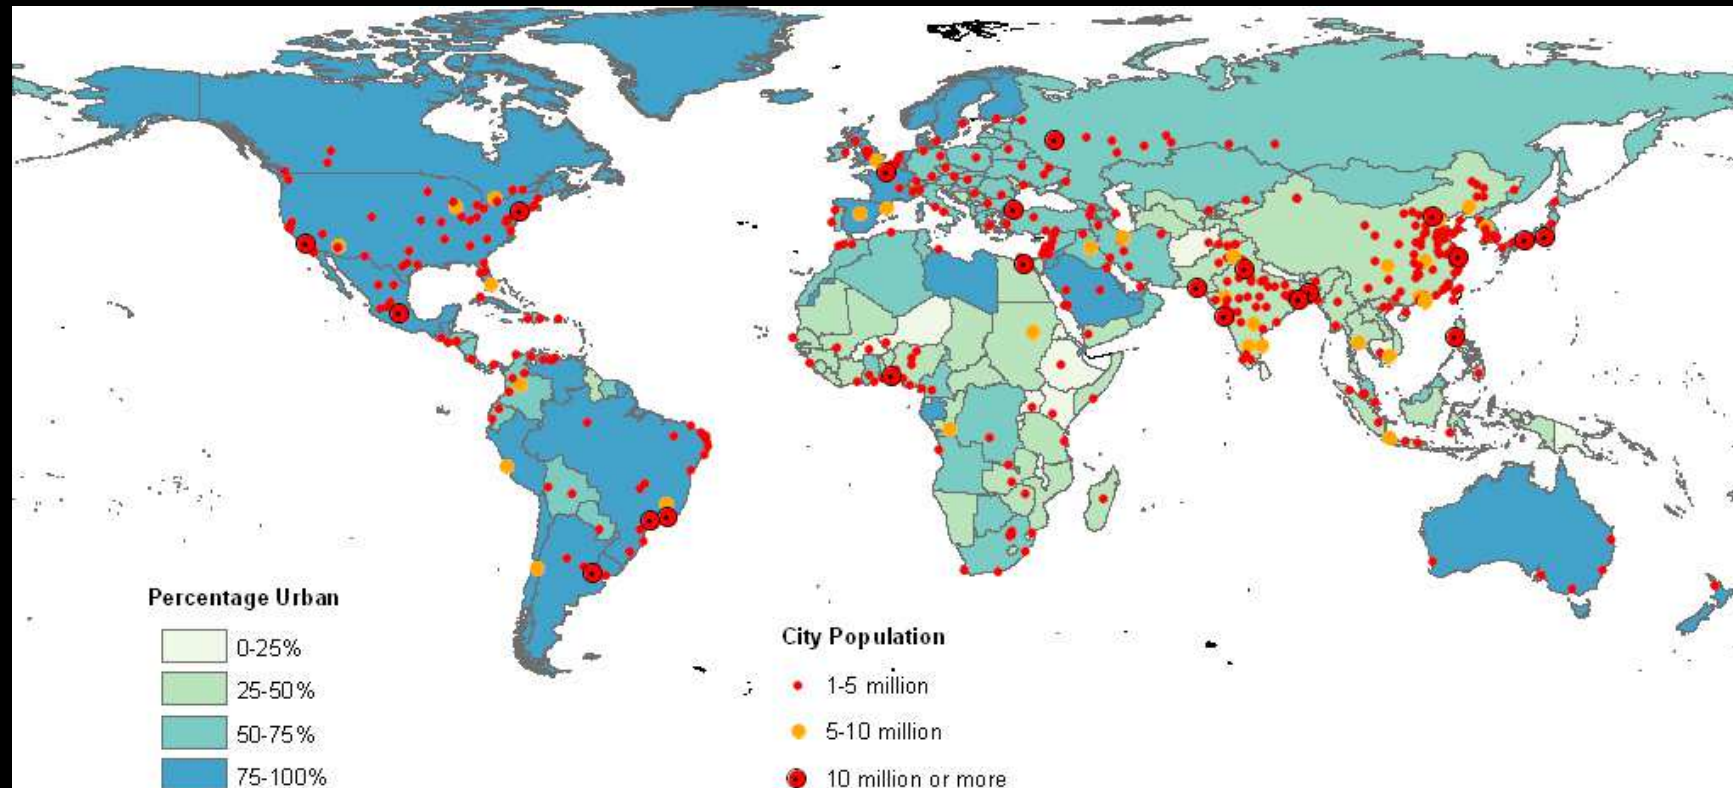 Percentage Urban
0-25%
25-50%
50-75%
75-100%
City Population
1-5 million
5-10 million
10 million or more